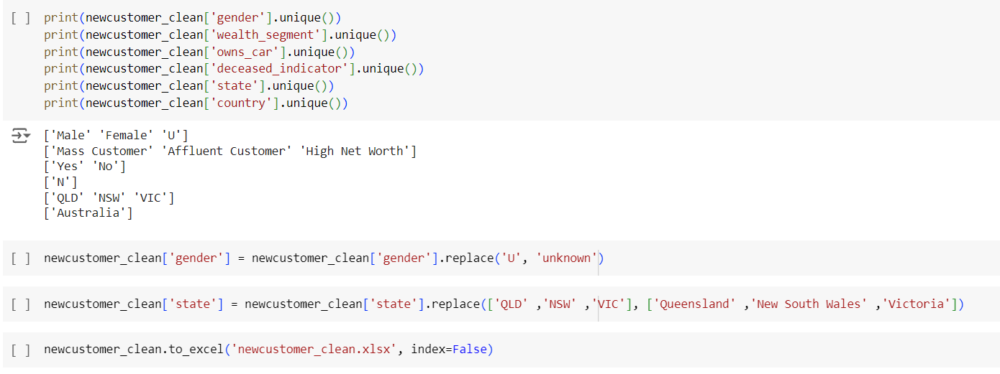 [ ] print(newcustomer_clean['gender'].unique())
print(newcustomer_clean['wealth_segment'].unique())
print(newcustomer_clean['owns_car'].unique())
print(newcustomer_clean['deceased_indicator'].unique())
print(newcustomer_clean['state'].unique())
print(newcustomer_clean['country'].unique())
['Male' 'Female' 'U']
['Mass Customer' 'Affluent Customer' 'High Net Worth']
['Yes' 'No']
['N']
['QLD' 'NSW' 'VIC']
['Australia']
[ ] newcustomer_clean['gender'] = newcustomer_clean['gender'].replace('U', 'unknown')
[ ] newcustomer_clean['state'] = newcustomer_clean['state'].replace(['QLD' ,'NSW' ,'VIC'], ['Queensland' ,'New South Wales' ,'Victoria'])
[ ] newcustomer_clean.to_excel('newcustomer_clean.xlsx', index=False)